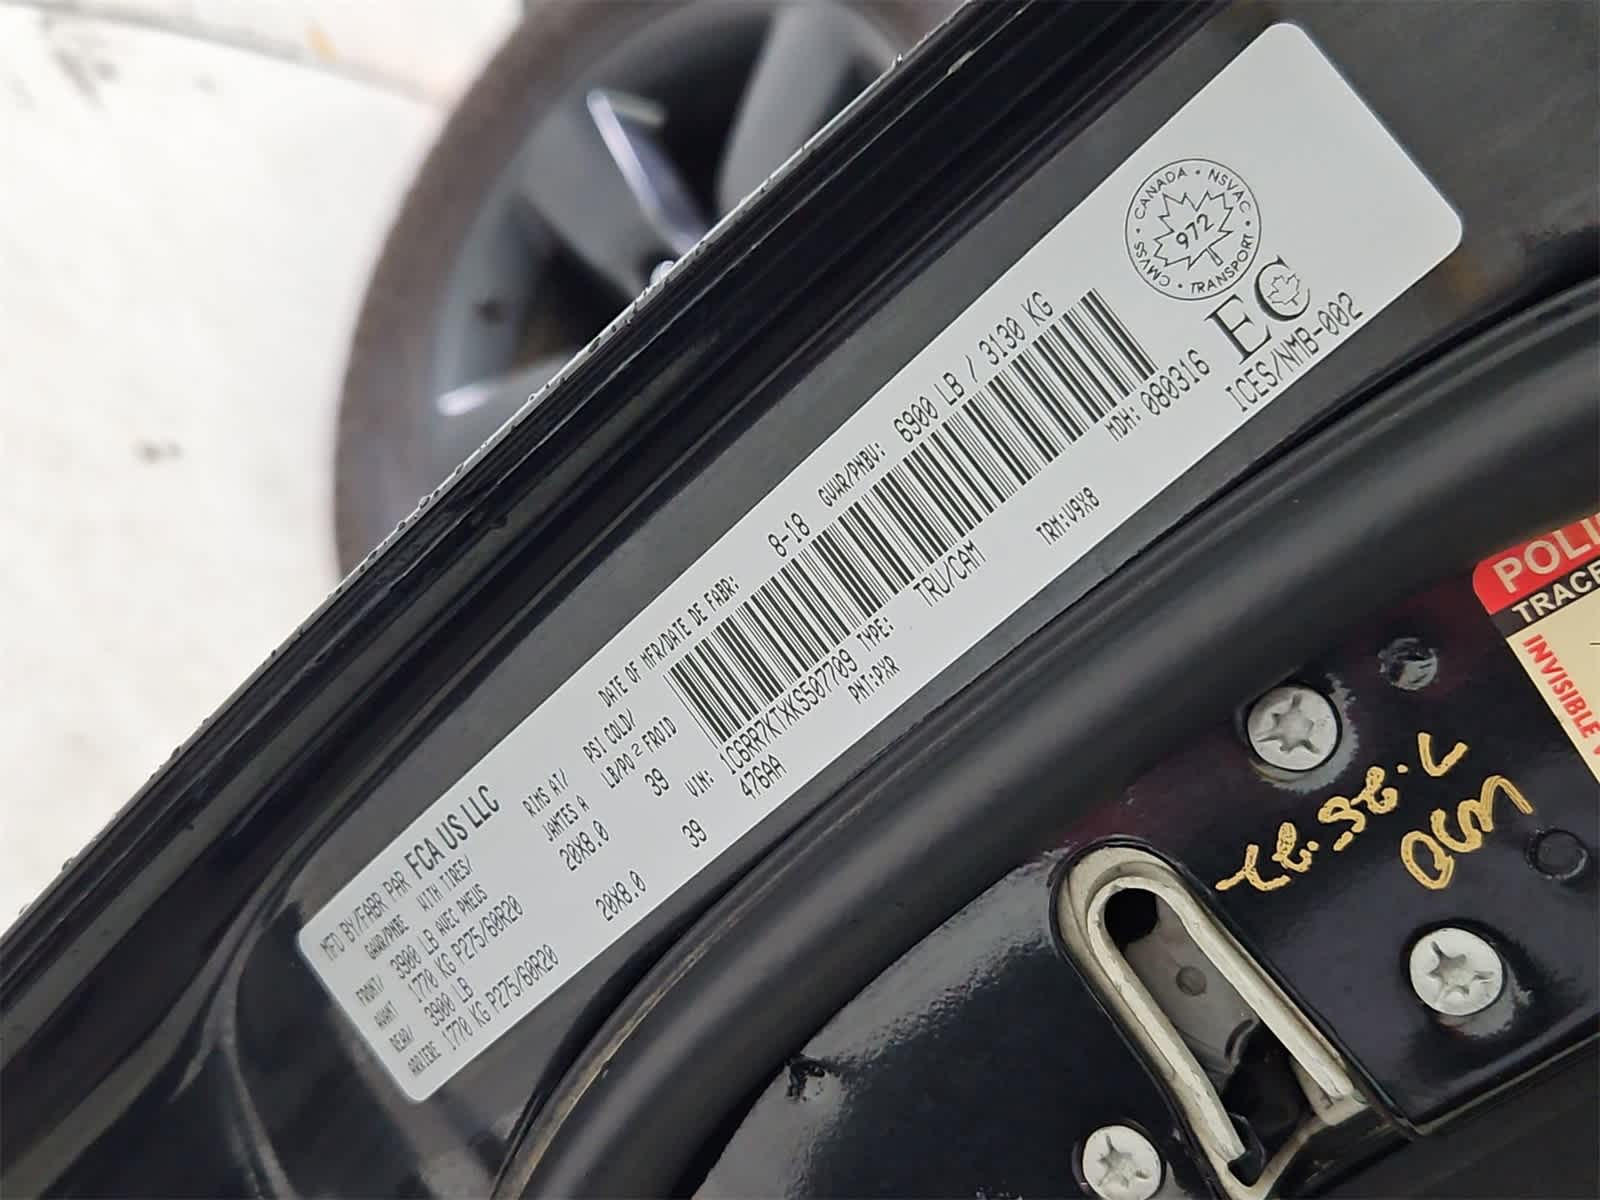 MFD BY/FABR PAR FCA US LLC
DATE OF MFR/DATE DE FABR: 8-18 GVWR/PNBV: 6900 LB / 3130 KG
GAWR/PNBE WITH TIRES/ RIMS AT/ PSI COLD/
AVEC PNEUS JANTES A LB/PO² FROID
FRONT/ 3900 LB
AVANT 1770 KG P275/60R20 20X8.0 39
REAR/ 3900 LB
ARRIERE 1770 KG P275/60R20 20X8.0 39
VIN: 1C6RR7KTXKS507709 TYPE: TRU/CAM MDH: 080316
476AA PNT:PXR TRM:V9X8
CANADA • NSVAC • TRANSPORT • CMVSS •
972
EC
ICES/NMB-002
POLI
TRACE
INVISIBLE